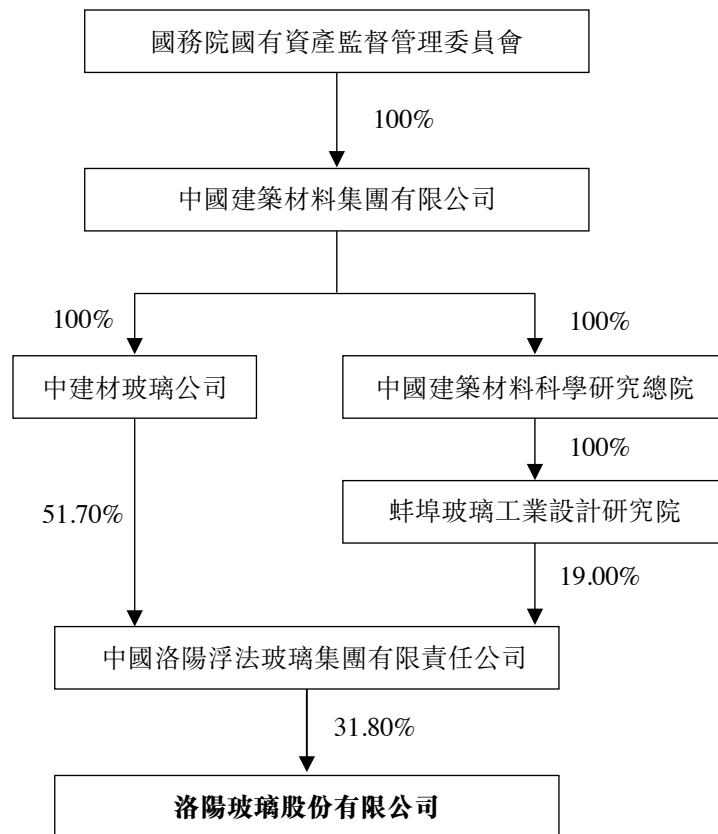 國務院國有資產監督管理委員會
100%
中國建築材料集團有限公司
100%
100%
中建材玻璃公司
中國建築材料科學研究總院
100%
51.70%
蚌埠玻璃工業設計研究院
19.00%
中國洛陽浮法玻璃集團有限責任公司
31.80%
洛陽玻璃股份有限公司